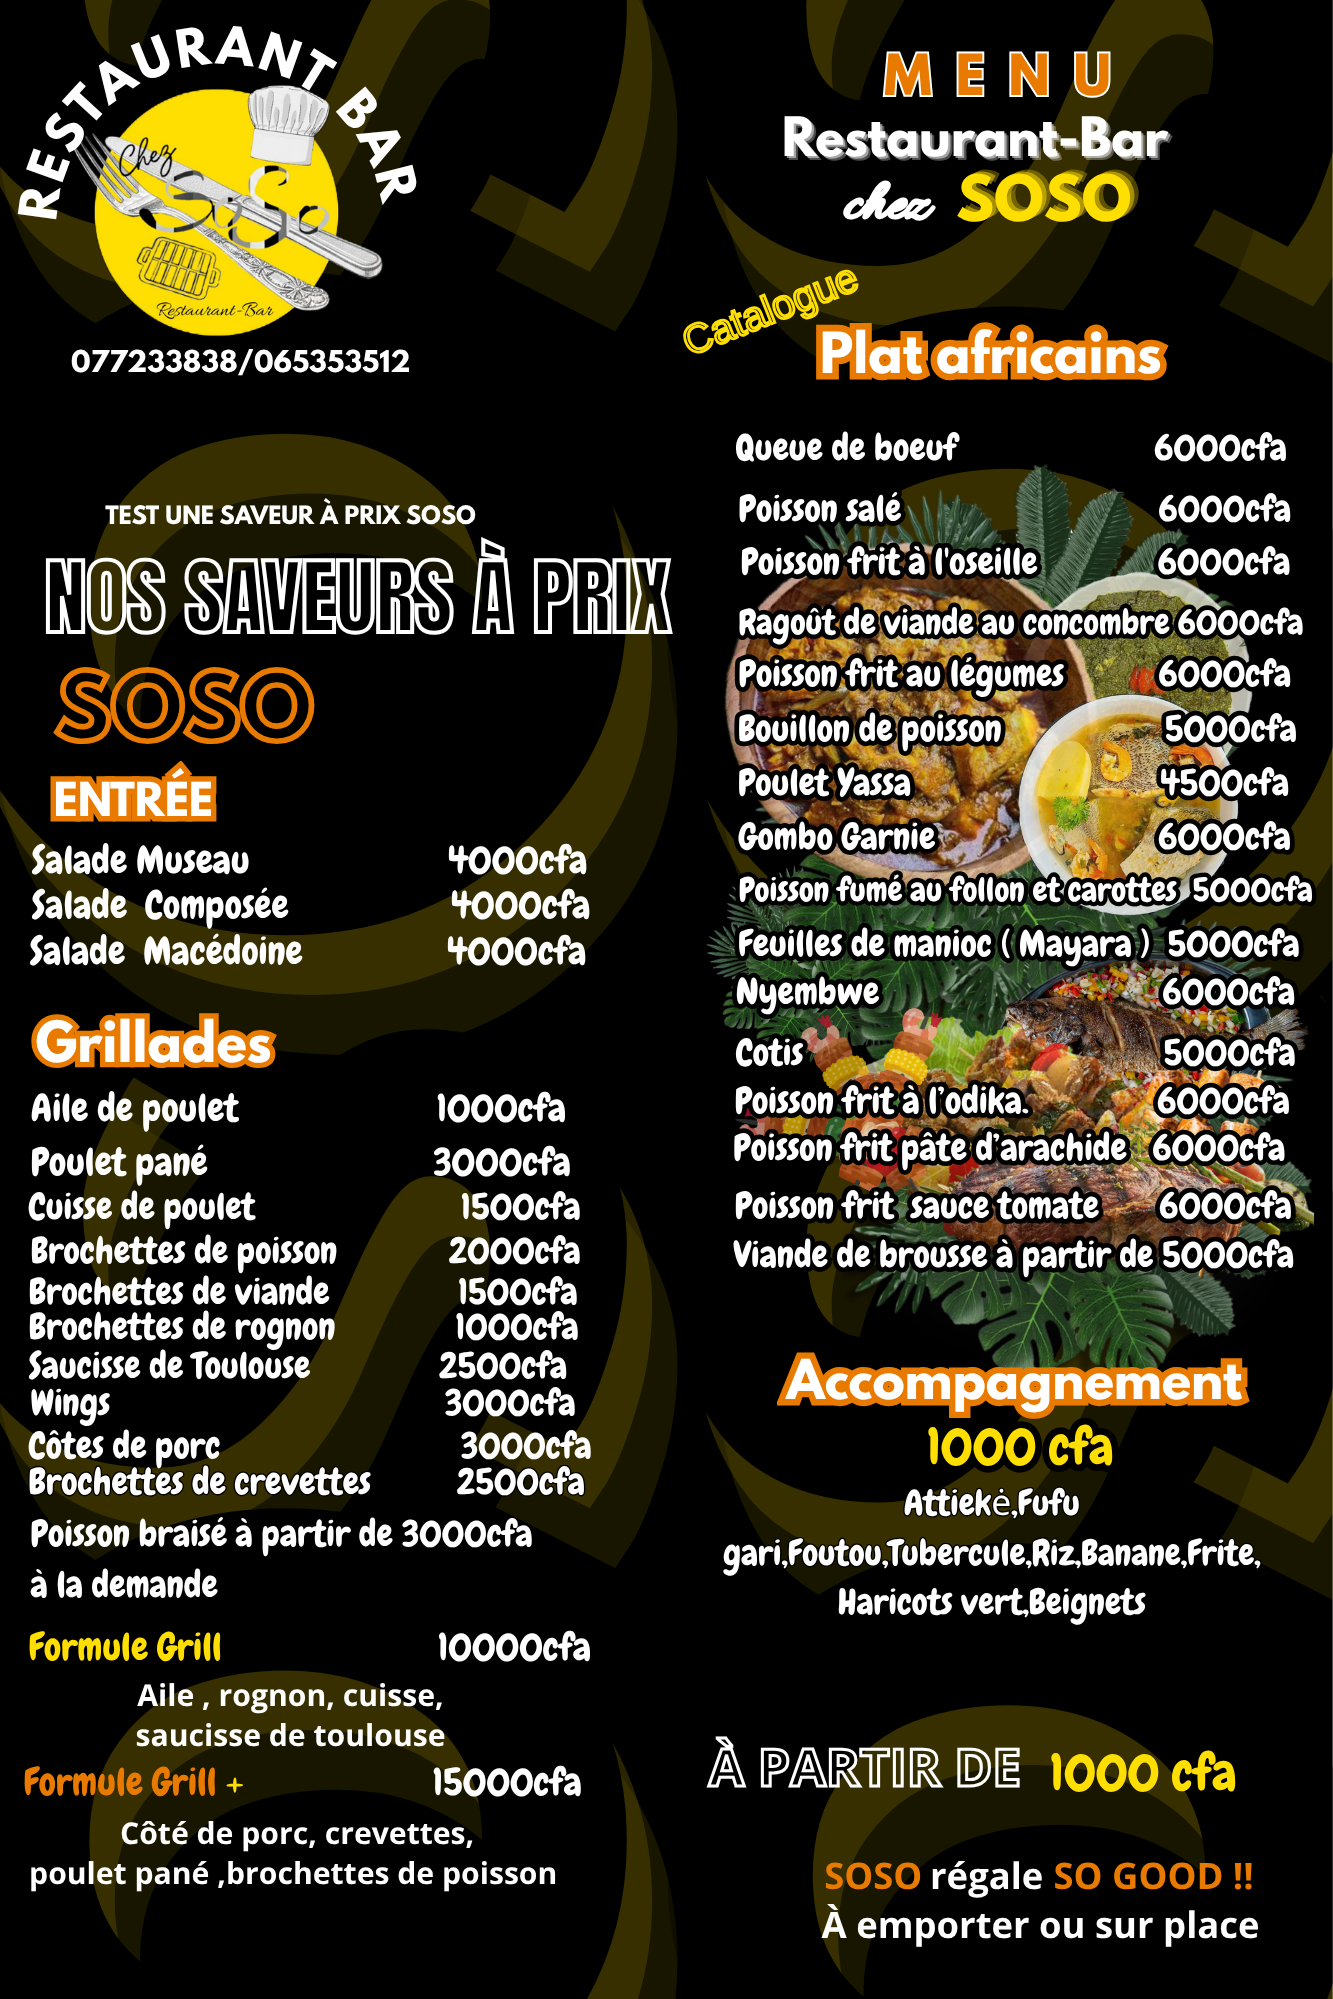 RESTAURANT BAR
Chez
SoSo
Restaurant-Bar
077233838/065353512
TEST UNE SAVEUR À PRIX SOSO
NOS SAVEURS À PRIX
SOSO
ENTRÉE
Salade Museau 4000cfa
Salade Composée 4000cfa
Salade Macédoine 4000cfa
Grillades
Aile de poulet 1000cfa
Poulet pané 3000cfa
Cuisse de poulet 1500cfa
Brochettes de poisson 2000cfa
Brochettes de viande 1500cfa
Brochettes de rognon 1000cfa
Saucisse de Toulouse 2500cfa
Wings 3000cfa
Côtes de porc 3000cfa
Brochettes de crevettes 2500cfa
Poisson braisé à partir de 3000cfa
à la demande
Formule Grill 10000cfa
Aile , rognon, cuisse,
saucisse de toulouse
Formule Grill + 15000cfa
Côté de porc, crevettes,
poulet pané ,brochettes de poisson
MENU
Restaurant-Bar
chez SOSO
Catalogue
Plat africains
Queue de boeuf 6000cfa
Poisson salé 6000cfa
Poisson frit à l'oseille 6000cfa
Ragoût de viande au concombre 6000cfa
Poisson frit au légumes 6000cfa
Bouillon de poisson 5000cfa
Poulet Yassa 4500cfa
Gombo Garnie 6000cfa
Poisson fumé au follon et carottes 5000cfa
Feuilles de manioc ( Mayara ) 5000cfa
Nyembwe 6000cfa
Cotis 5000cfa
Poisson frit à l’odika. 6000cfa
Poisson frit pâte d’arachide 6000cfa
Poisson frit sauce tomate 6000cfa
Viande de brousse à partir de 5000cfa
Accompagnement
1000 cfa
Attiekė,Fufu
gari,Foutou,Tubercule,Riz,Banane,Frite,
Haricots vert,Beignets
À PARTIR DE 1000 cfa
SOSO régale SO GOOD !!
À emporter ou sur place